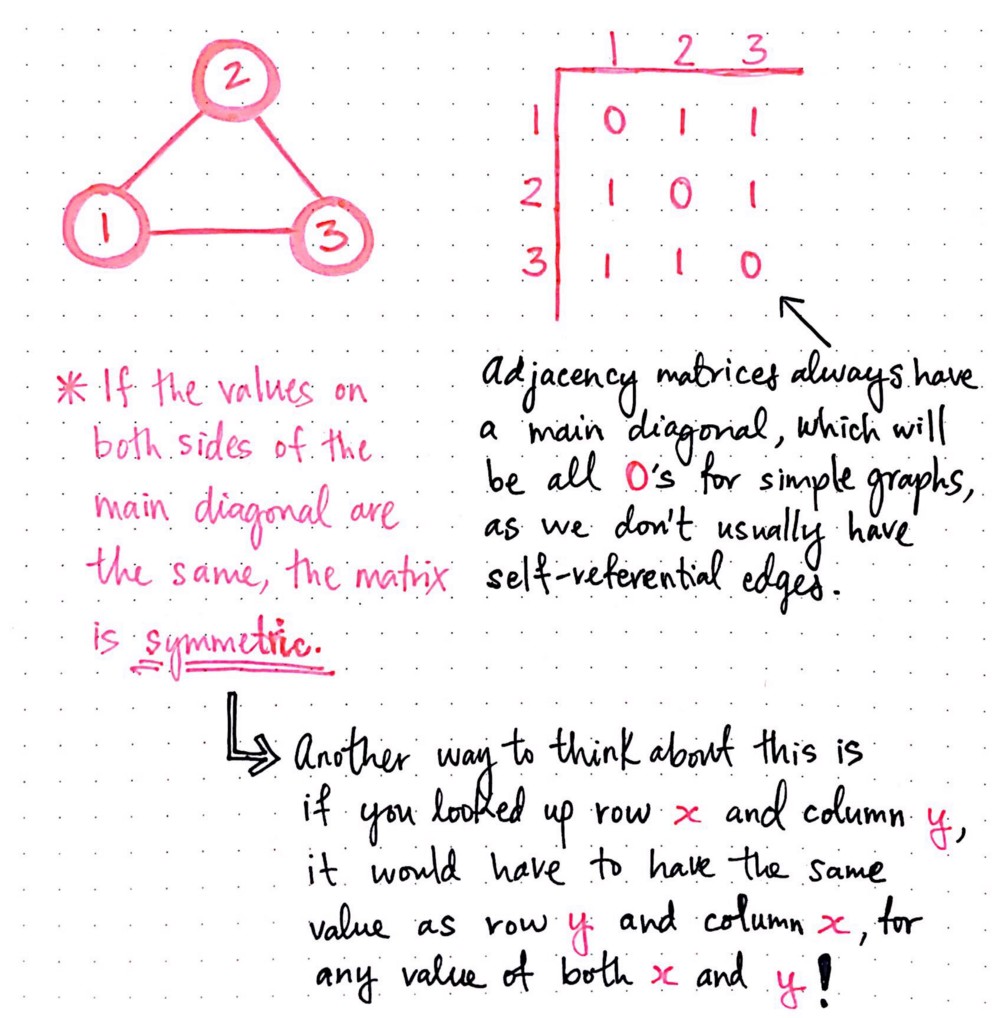 2
1
3
1 2 3
1 0 1 1
2 1 0 1
3 1 1 0
* If the values on
both sides of the
main diagonal are
the same, the matrix
is symmetric.
Adjacency matrices always have
a main diagonal, which will
be all 0's for simple graphs,
as we don't usually have
self-referential edges.
Another way to think about this is
if you looked up row x and column y,
it would have to have the same
value as row y and column x, for
any value of both x and y!